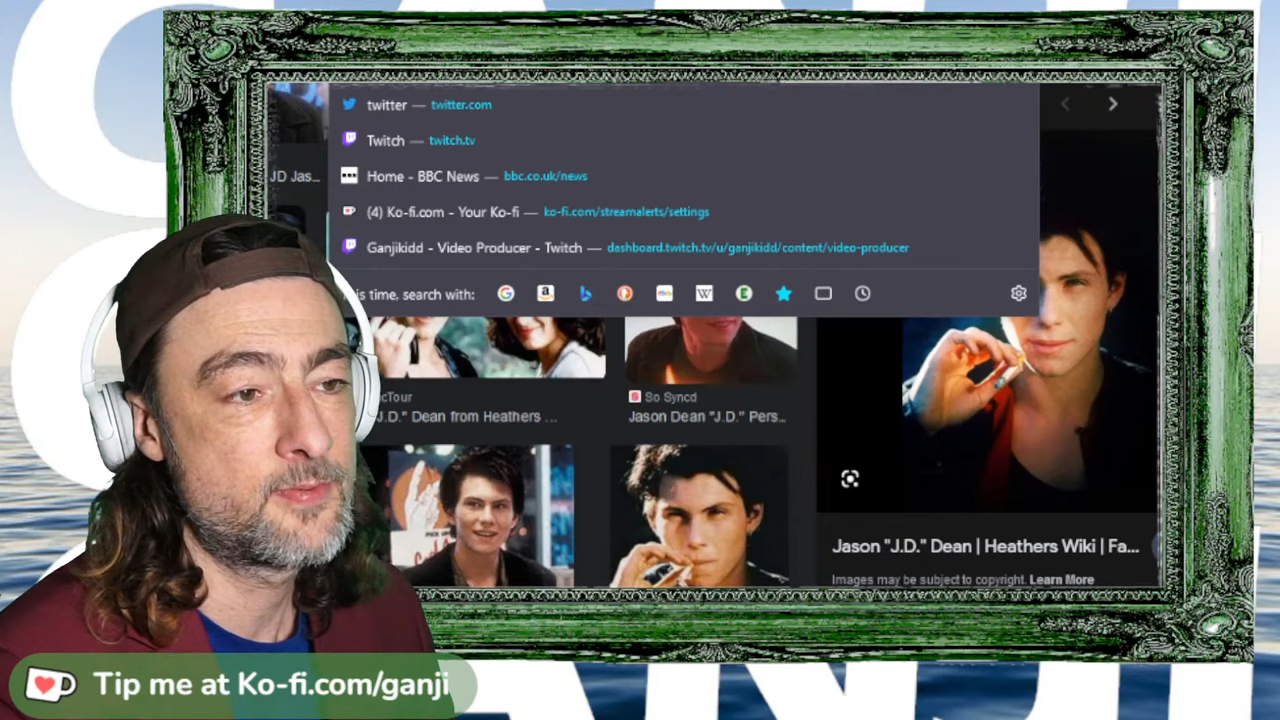 twitter — twitter.com
JD Jas...
Twitch — twitch.tv
Home - BBC News — bbc.co.uk/news
(4) Ko-fi.com - Your Ko-fi — ko-fi.com/streamalerts/settings
Ganjikidd - Video Producer - Twitch — dashboard.twitch.tv/u/ganjikidd/content/video-producer
time, search with:
So Syncd
"J.D." Dean from Heathers ...
Jason Dean "J.D." Pers...
Jason "J.D." Dean | Heathers Wiki | Fa...
Images may be subject to copyright. Learn More
Tip me at Ko-fi.com/ganji